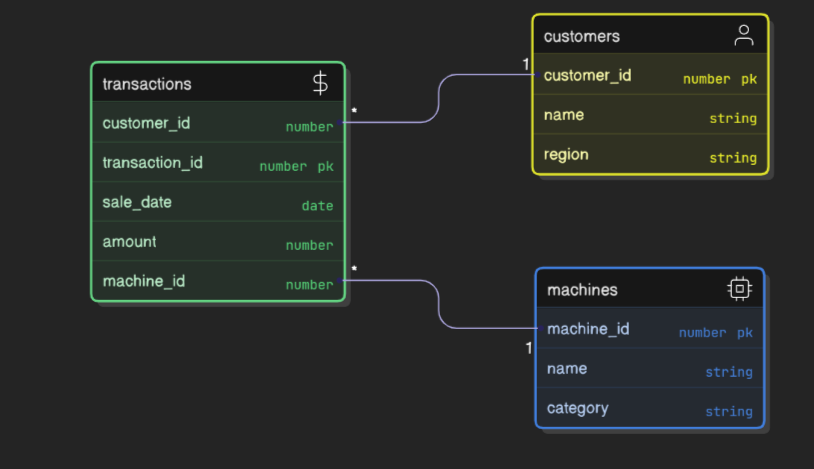 transactions $
customer_id number
transaction_id number pk
sale_date date
amount number
machine_id number
*
*
customers
1
customer_id number pk
name string
region string
machines
machine_id number pk
1
name string
category string